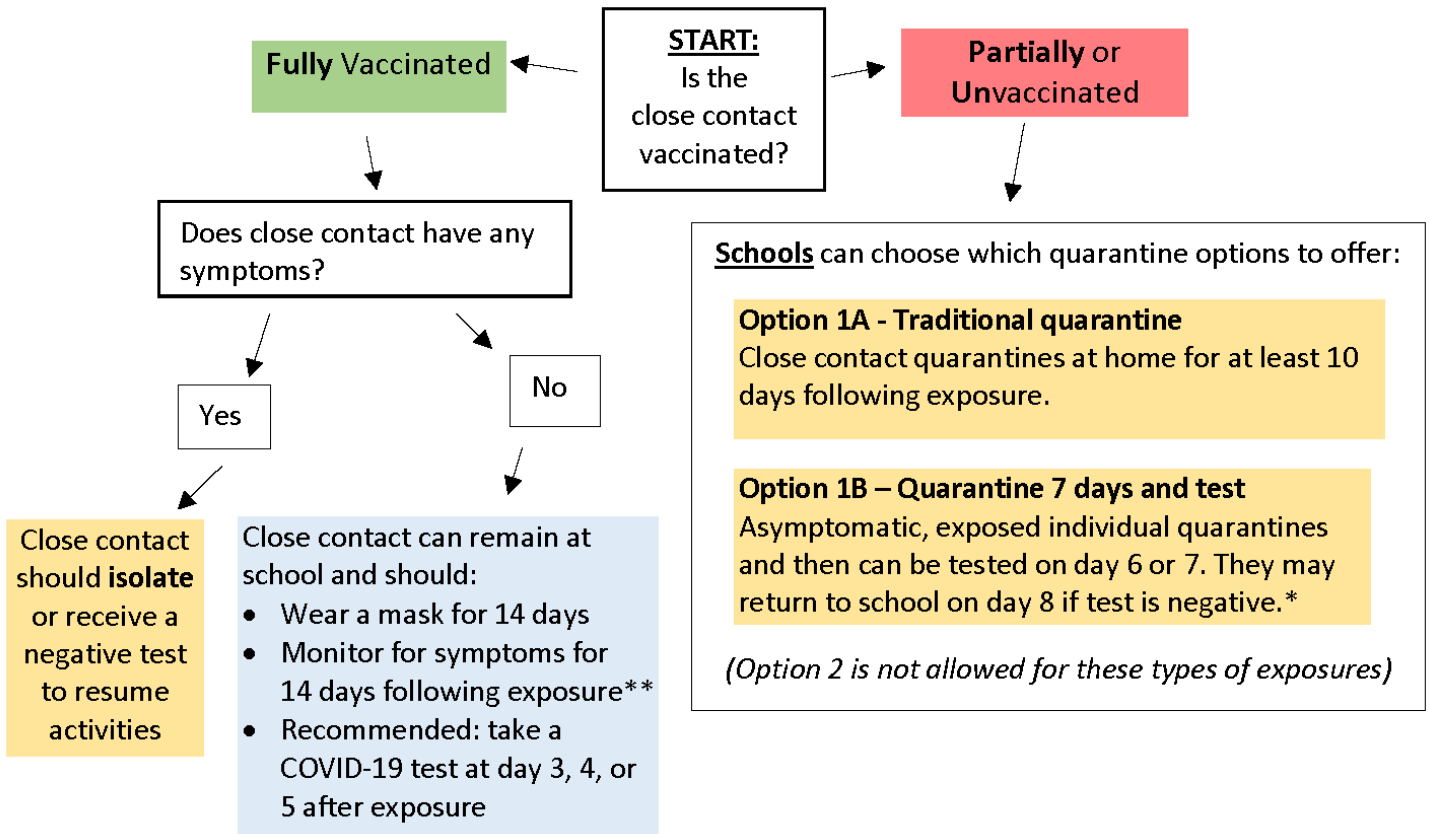 START:
Is the
close contact
vaccinated?
Fully Vaccinated
Partially or
Unvaccinated
Does close contact have any
symptoms?
Yes
No
Close contact
should isolate
or receive a
negative test
to resume
activities
Close contact can remain at
school and should:
• Wear a mask for 14 days
• Monitor for symptoms for
14 days following exposure**
• Recommended: take a
COVID-19 test at day 3, 4, or
5 after exposure
Schools can choose which quarantine options to offer:
Option 1A - Traditional quarantine
Close contact quarantines at home for at least 10
days following exposure.
Option 1B – Quarantine 7 days and test
Asymptomatic, exposed individual quarantines
and then can be tested on day 6 or 7. They may
return to school on day 8 if test is negative.*
(Option 2 is not allowed for these types of exposures)